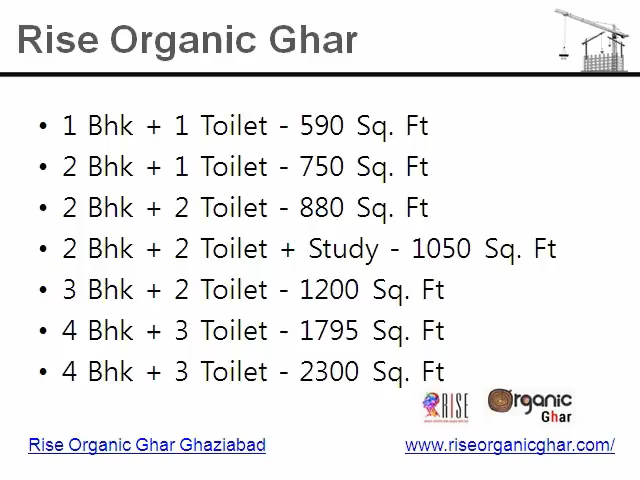 Rise Organic Ghar
• 1 Bhk + 1 Toilet - 590 Sq. Ft
• 2 Bhk + 1 Toilet - 750 Sq. Ft
• 2 Bhk + 2 Toilet - 880 Sq. Ft
• 2 Bhk + 2 Toilet + Study - 1050 Sq. Ft
• 3 Bhk + 2 Toilet - 1200 Sq. Ft
• 4 Bhk + 3 Toilet - 1795 Sq. Ft
• 4 Bhk + 3 Toilet - 2300 Sq. Ft
RISE
Organic
Ghar
Rise Organic Ghar Ghaziabad
www.riseorganicghar.com/